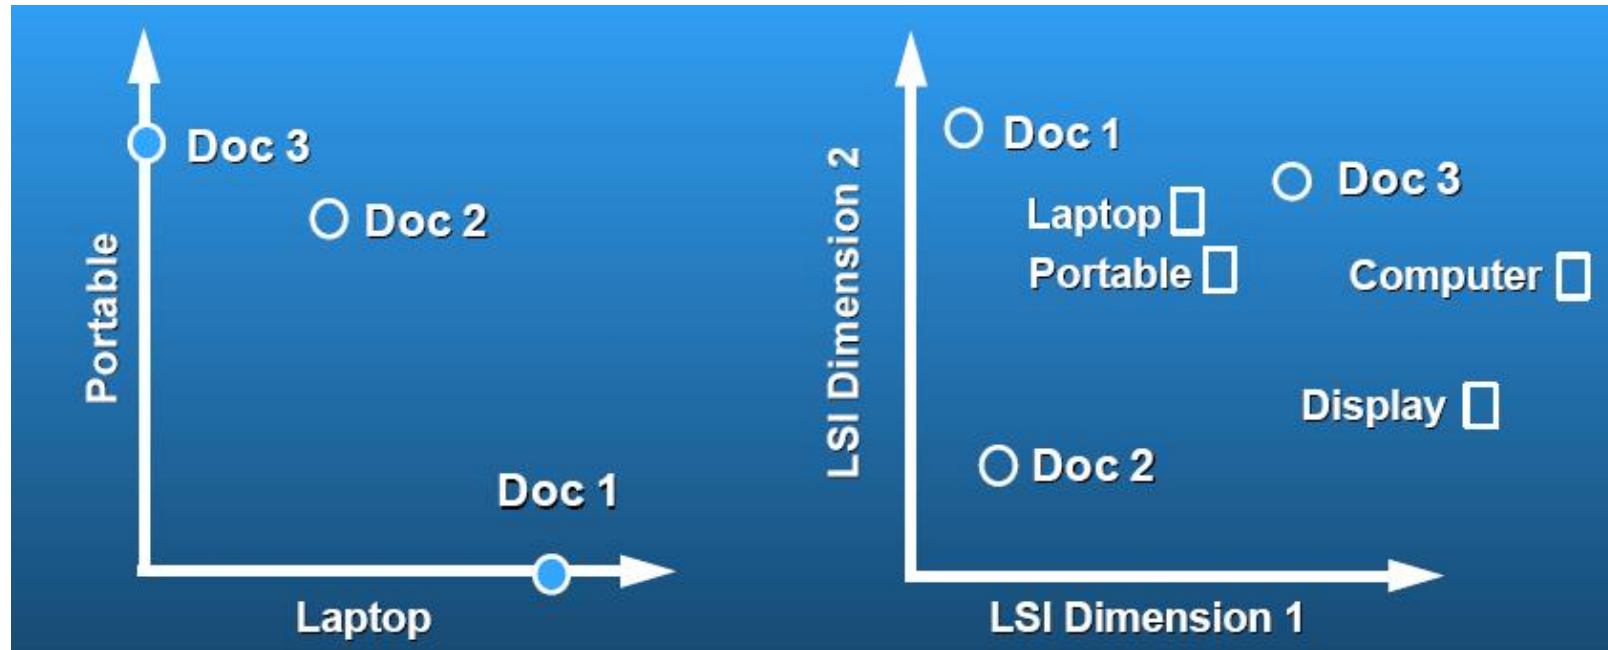 Portable
Doc 3
Doc 2
Doc 1
Laptop
LSI Dimension 2
Doc 1
Doc 3
Laptop
Portable
Computer
Display
Doc 2
LSI Dimension 1